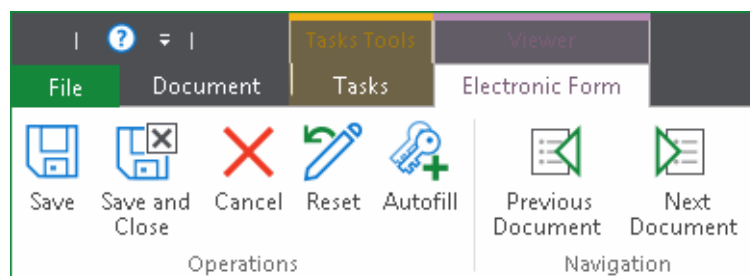 Tasks Tools Viewer
File Document Tasks Electronic Form
Save Save and Close Cancel Reset Autofill Previous Document Next Document
Operations Navigation